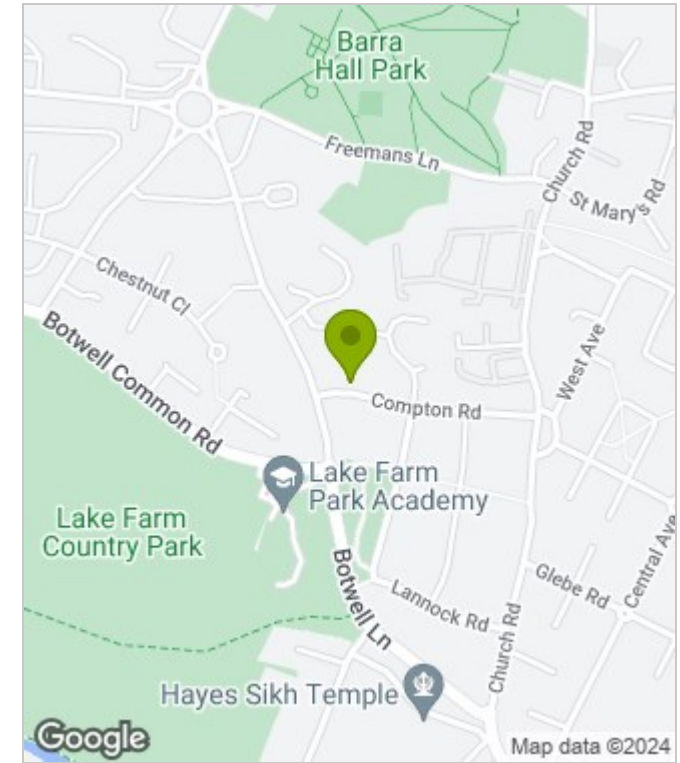 Barra
Hall Park
Freemans Ln
Church Rd
St Mary's Rd
Chestnut Cl
Botwell Common Rd
West Ave
Compton Rd
Lake Farm
Park Academy
Lake Farm
Country Park
Botwell Ln
Lannock Rd
Glebe Rd
Central Ave
Church Rd
Hayes Sikh Temple
Google
Map data ©2024